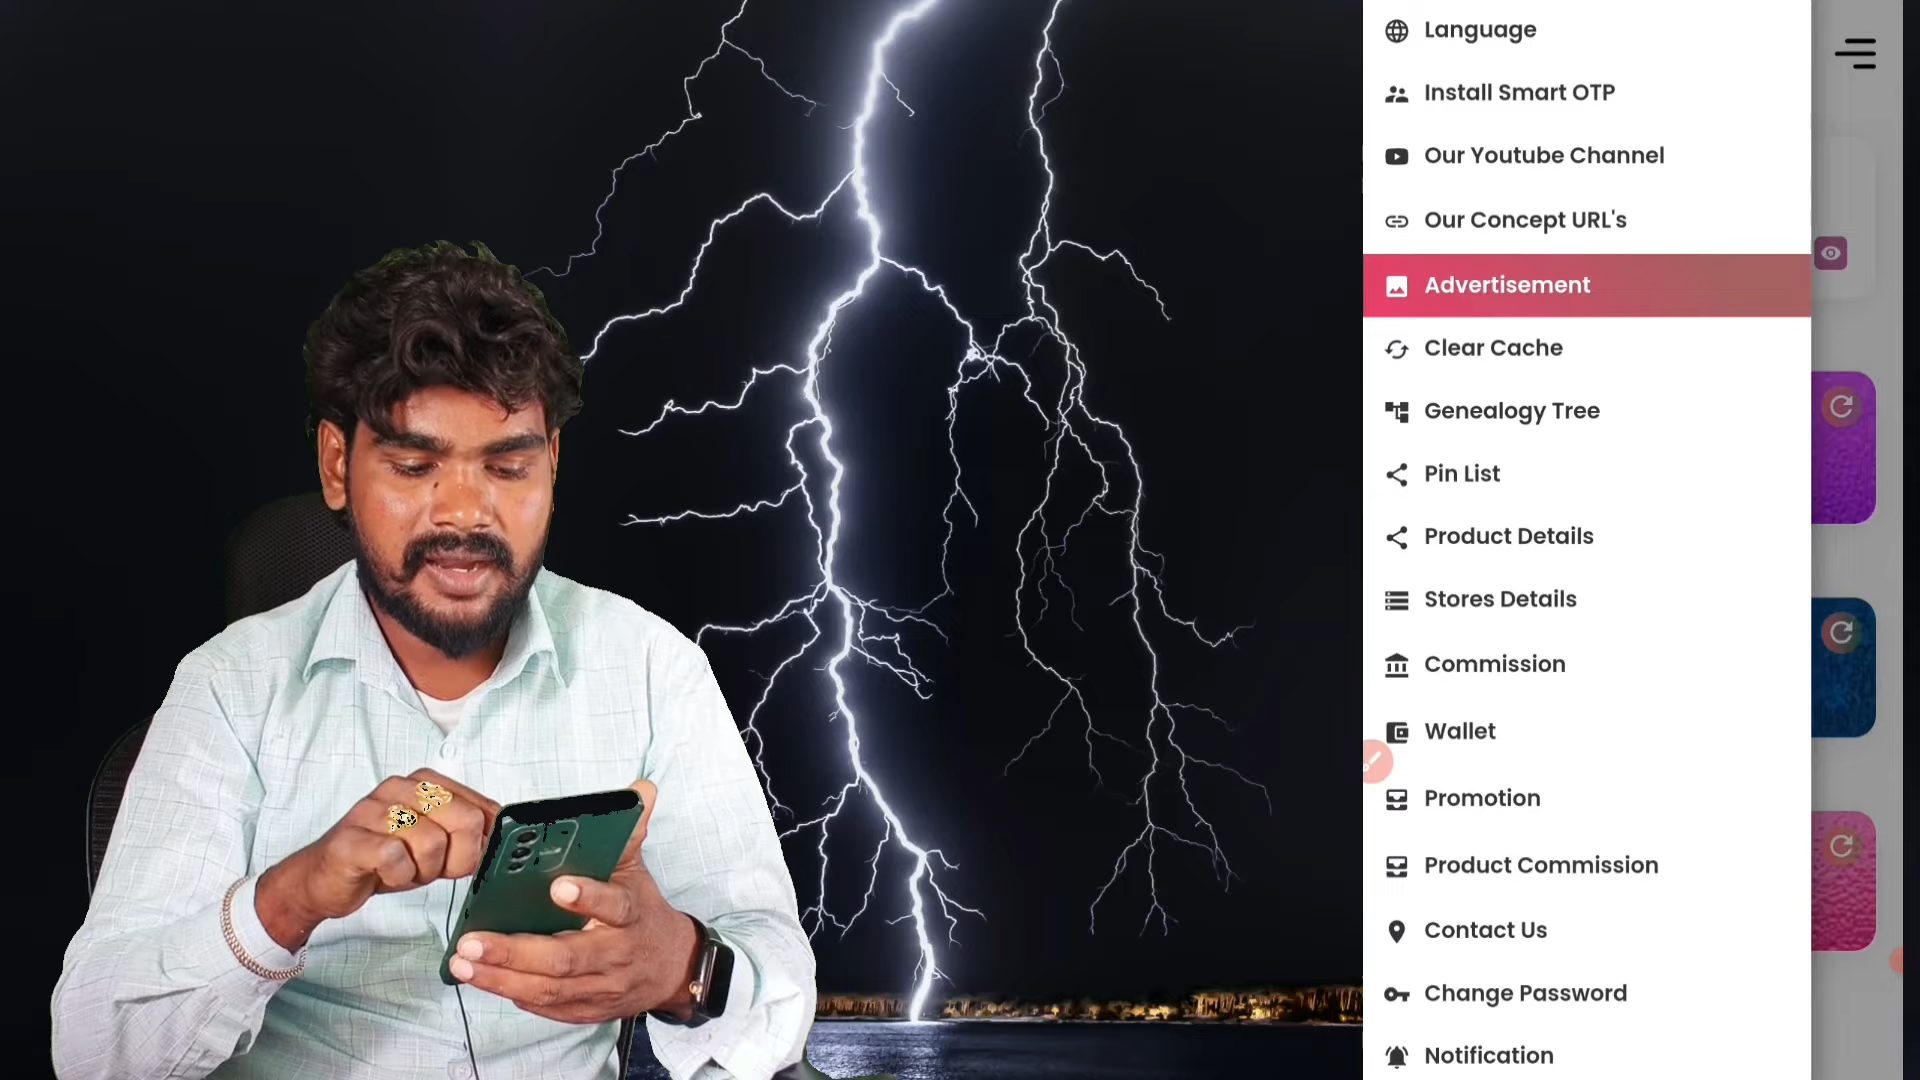 Language
Install Smart OTP
Our Youtube Channel
Our Concept URL's
Advertisement
Clear Cache
Genealogy Tree
Pin List
Product Details
Stores Details
Commission
Wallet
Promotion
Product Commission
Contact Us
Change Password
Notification